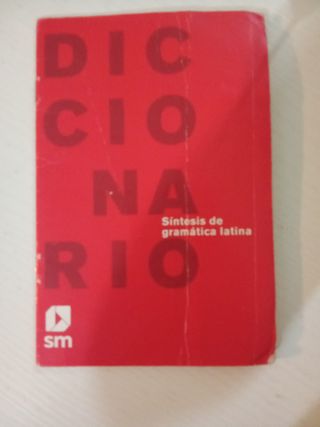 DIC
CIO
NA
RIO
Síntesis de
gramática latina
sm